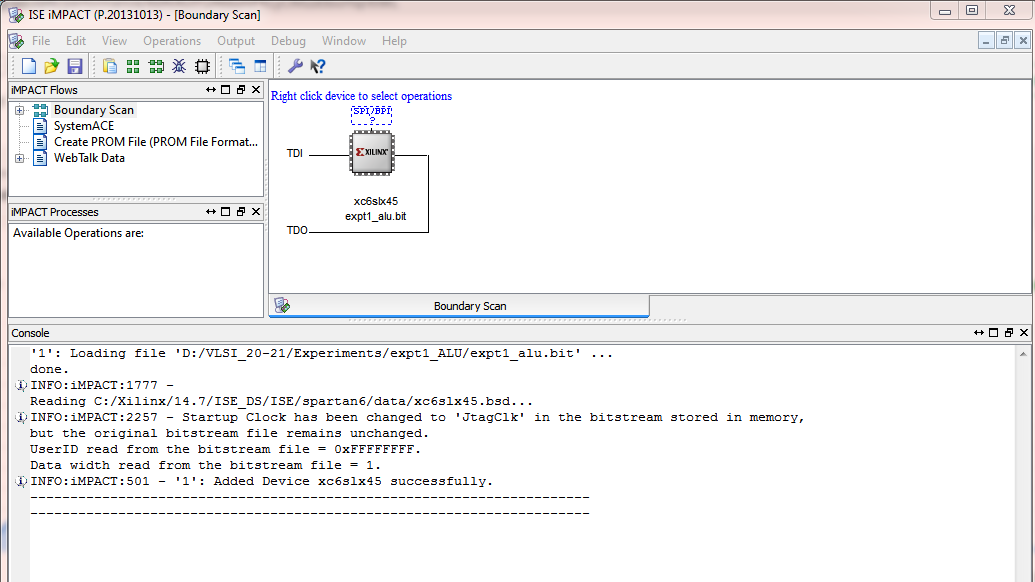 ISE iMPACT (P.20131013) - [Boundary Scan]
File Edit View Operations Output Debug Window Help
iMPACT Flows
Boundary Scan
SystemACE
Create PROM File (PROM File Format...
WebTalk Data
iMPACT Processes
Available Operations are:
Right click device to select operations
SPI/BPI
?
TDI
XILINX®
xc6slx45
expt1_alu.bit
TDO
Boundary Scan
Console
'1': Loading file 'D:/VLSI_20-21/Experiments/expt1_ALU/expt1_alu.bit' ...
done.
INFO:iMPACT:1777 -
Reading C:/Xilinx/14.7/ISE_DS/ISE/spartan6/data/xc6slx45.bsd...
INFO:iMPACT:2257 - Startup Clock has been changed to 'JtagClk' in the bitstream stored in memory,
but the original bitstream file remains unchanged.
UserID read from the bitstream file = 0xFFFFFFFF.
Data width read from the bitstream file = 1.
INFO:iMPACT:501 - '1': Added Device xc6slx45 successfully.
----------------------------------------------------------------------
----------------------------------------------------------------------